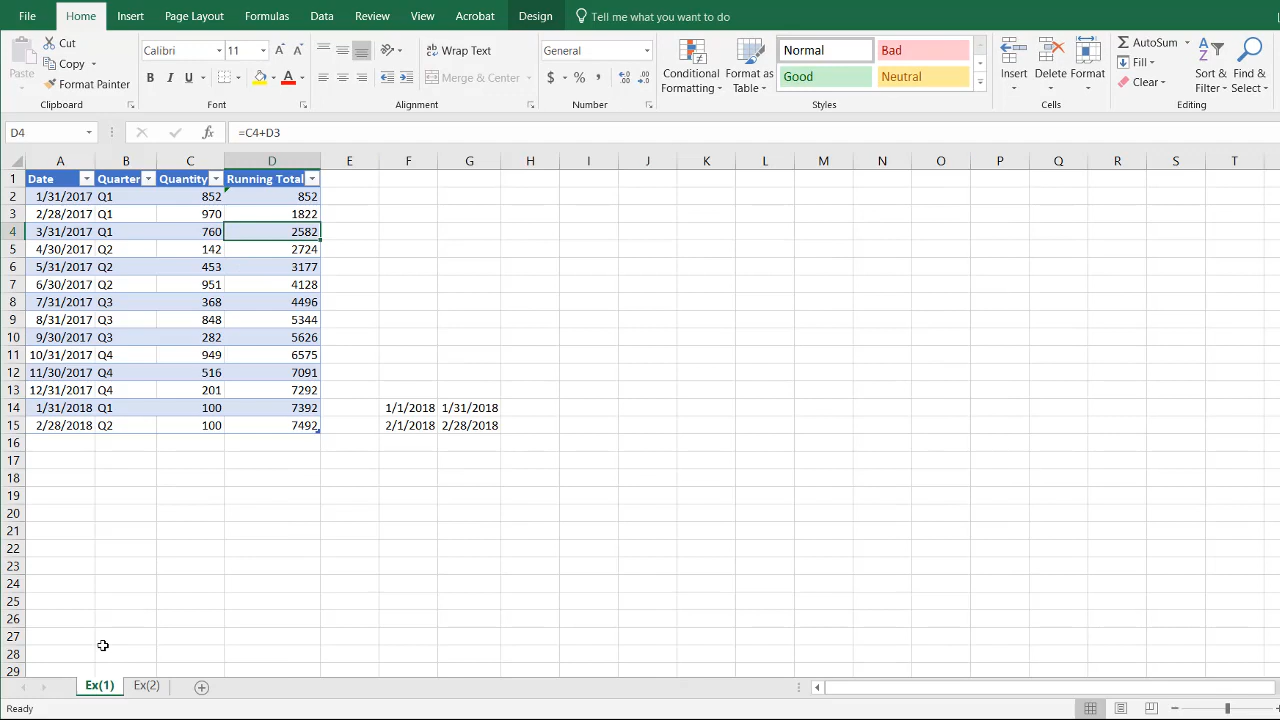 File Home Insert Page Layout Formulas Data Review View Acrobat Design Tell me what you want to do
Paste Cut Copy Format Painter
Clipboard
Calibri 11
B I U A
Font
Wrap Text
Merge & Center
Alignment
General
$ % ,
Number
Conditional Formatting Format as Table
Normal Bad
Good Neutral
Styles
Insert Delete Format
Cells
AutoSum
Fill
Clear
Sort & Filter Find & Select
Editing
D4 fx =C4+D3
A B C D E F G H I J K L M N O P Q R S T
1 Date Quarter Quantity Running Total
2 1/31/2017 Q1 852 852
3 2/28/2017 Q1 970 1822
4 3/31/2017 Q1 760 2582
5 4/30/2017 Q2 142 2724
6 5/31/2017 Q2 453 3177
7 6/30/2017 Q2 951 4128
8 7/31/2017 Q3 368 4496
9 8/31/2017 Q3 848 5344
10 9/30/2017 Q3 282 5626
11 10/31/2017 Q4 949 6575
12 11/30/2017 Q4 516 7091
13 12/31/2017 Q4 201 7292
14 1/31/2018 Q1 100 7392 1/1/2018 1/31/2018
15 2/28/2018 Q2 100 7492 2/1/2018 2/28/2018
16
17
18
19
20
21
22
23
24
25
26
27
28
29
Ex(1) Ex(2)
Ready